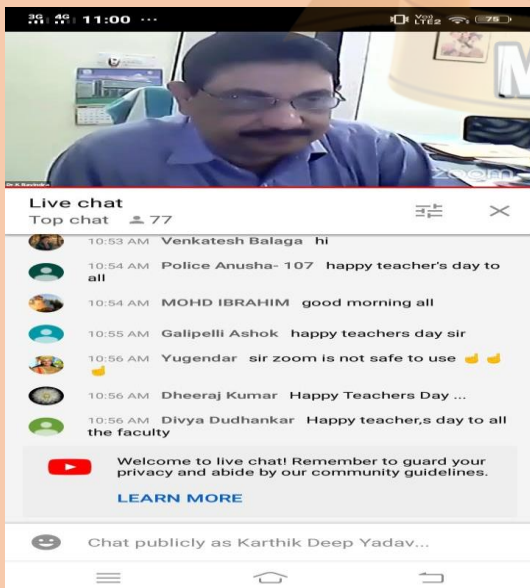 3G 4G 11:00 ... Vo) LTE2 75
M
zoom
Dr K Ravindra
Live chat
Top chat 77
10:53 AM Venkatesh Balaga hi
10:54 AM Police Anusha- 107 happy teacher's day to
all
10:54 AM MOHD IBRAHIM good morning all
10:55 AM Galipelli Ashok happy teachers day sir
10:56 AM Yugendar sir zoom is not safe to use ☝️ ☝️
☝️
10:56 AM Dheeraj Kumar Happy Teachers Day ...
10:56 AM Divya Dudhankar Happy teacher,s day to all
the faculty
Welcome to live chat! Remember to guard your
privacy and abide by our community guidelines.
LEARN MORE
Chat publicly as Karthik Deep Yadav...